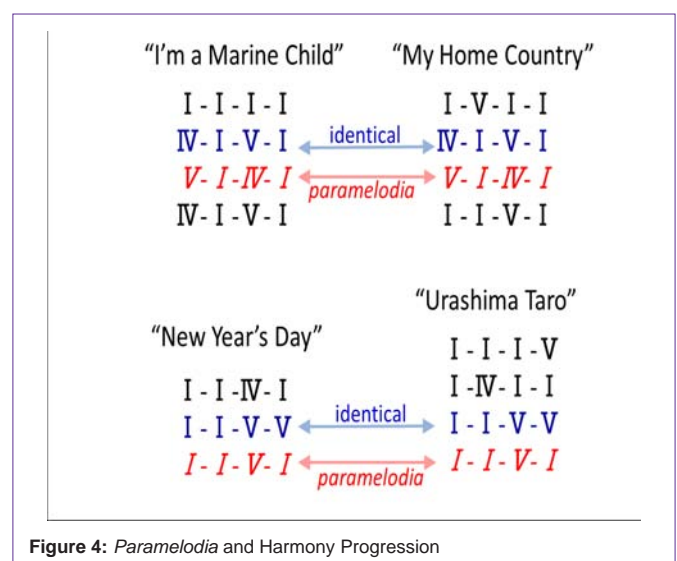 “I'm a Marine Child” “My Home Country”
I - I - I - I I - V - I - I
IV - I - V - I identical IV - I - V - I
V - I - IV - I paramelodia V - I - IV - I
IV - I - V - I I - I - V - I
“New Year's Day”
I - I - IV - I
I - I - V - V
I - I - V - I
“Urashima Taro”
I - I - I - V
I - IV - I - I
identical I - I - V - V
paramelodia I - I - V - I
Figure 4: Paramelodia and Harmony Progression